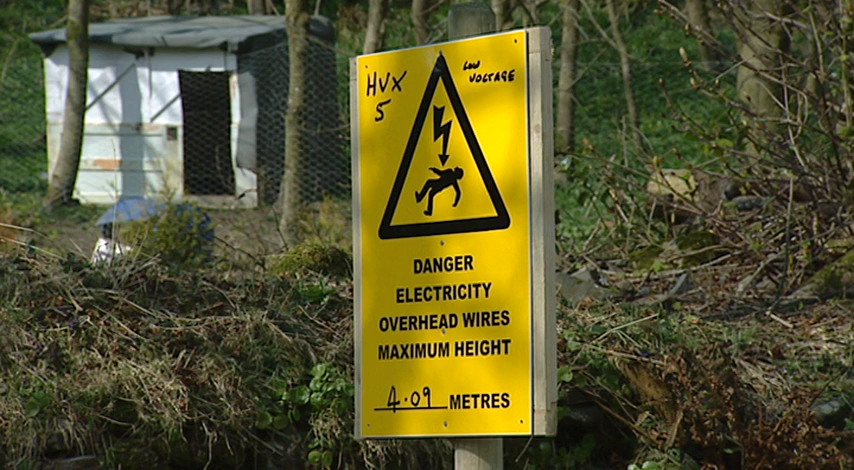 HVX
5
LOW
VOLTAGE
DANGER
ELECTRICITY
OVERHEAD WIRES
MAXIMUM HEIGHT
4.09 METRES